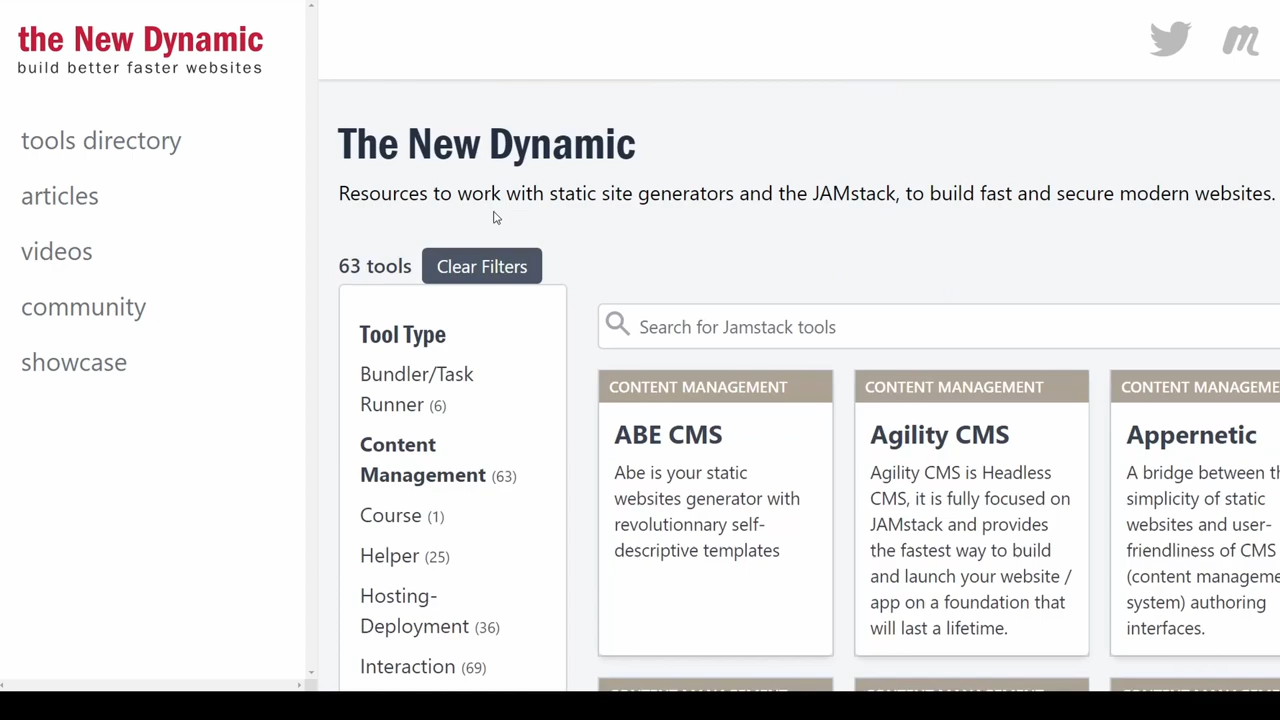 the New Dynamic
build better faster websites
tools directory
articles
videos
community
showcase
The New Dynamic
Resources to work with static site generators and the JAMstack, to build fast and secure modern websites.
63 tools
Clear Filters
Tool Type
Bundler/Task
Runner (6)
Content
Management (63)
Course (1)
Helper (25)
Hosting-
Deployment (36)
Interaction (69)
Search for Jamstack tools
CONTENT MANAGEMENT
ABE CMS
Abe is your static
websites generator with
revolutionnary self-
descriptive templates
CONTENT MANAGEMENT
Agility CMS
Agility CMS is Headless
CMS, it is fully focused on
JAMstack and provides
the fastest way to build
and launch your website /
app on a foundation that
will last a lifetime.
CONTENT MANAGEME
Appernetic
A bridge between th
simplicity of static
websites and user-
friendliness of CMS
(content manageme
system) authoring
interfaces.